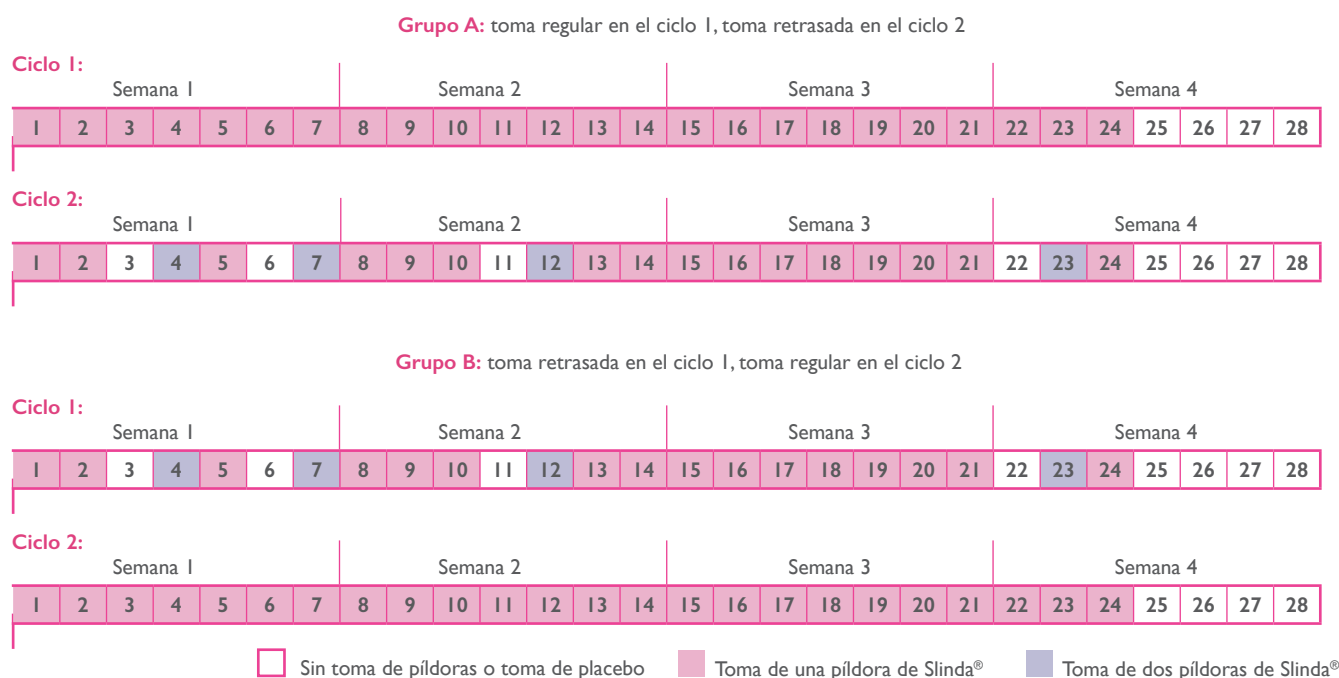 Grupo A: toma regular en el ciclo 1, toma retrasada en el ciclo 2
Ciclo 1:
Semana 1 Semana 2 Semana 3 Semana 4
1 2 3 4 5 6 7 8 9 10 11 12 13 14 15 16 17 18 19 20 21 22 23 24 25 26 27 28
Ciclo 2:
Semana 1 Semana 2 Semana 3 Semana 4
1 2 3 4 5 6 7 8 9 10 11 12 13 14 15 16 17 18 19 20 21 22 23 24 25 26 27 28
Grupo B: toma retrasada en el ciclo 1, toma regular en el ciclo 2
Ciclo 1:
Semana 1 Semana 2 Semana 3 Semana 4
1 2 3 4 5 6 7 8 9 10 11 12 13 14 15 16 17 18 19 20 21 22 23 24 25 26 27 28
Ciclo 2:
Semana 1 Semana 2 Semana 3 Semana 4
1 2 3 4 5 6 7 8 9 10 11 12 13 14 15 16 17 18 19 20 21 22 23 24 25 26 27 28
Sin toma de píldoras o toma de placebo Toma de una píldora de Slinda® Toma de dos píldoras de Slinda®